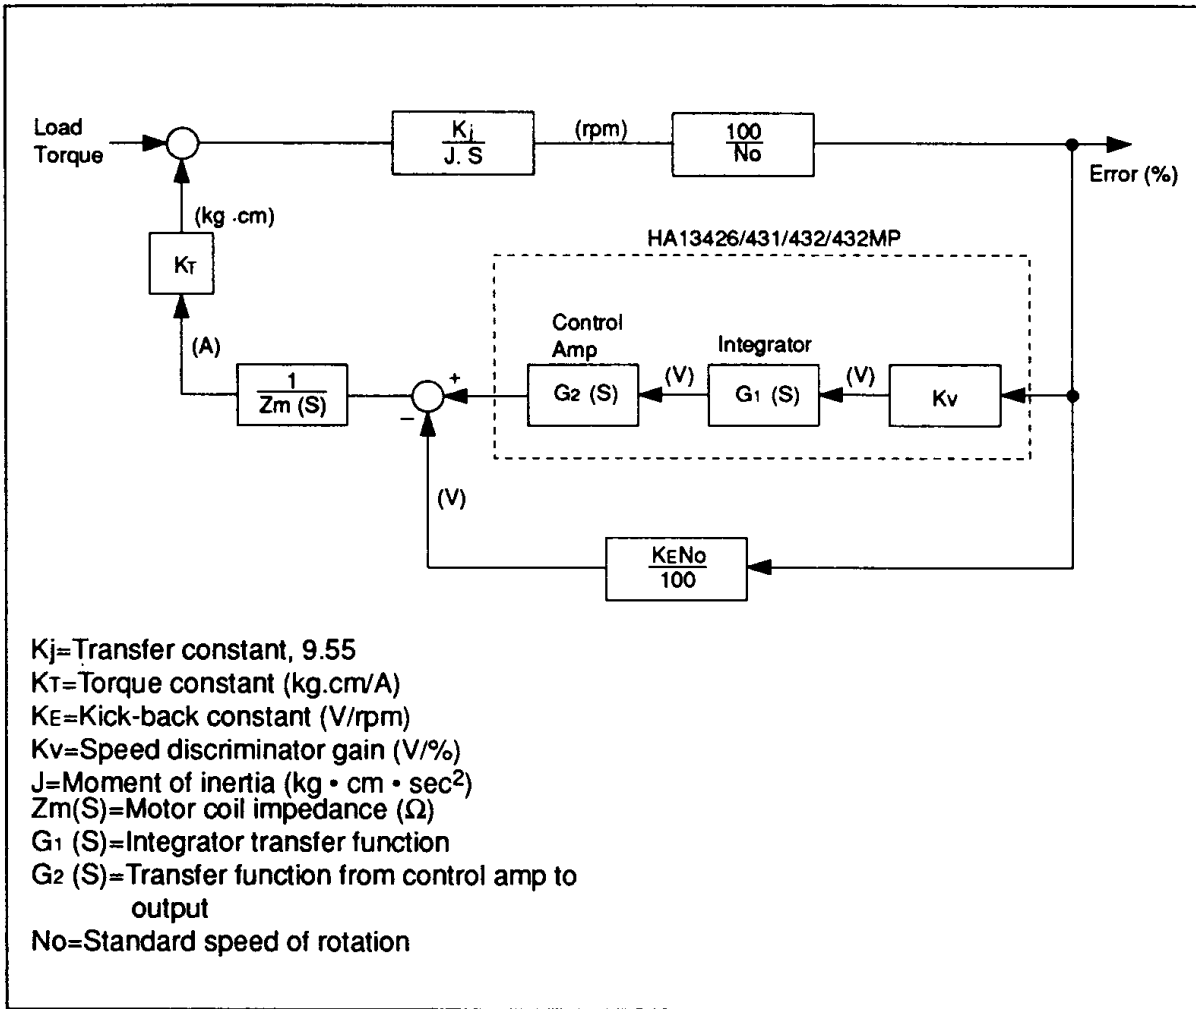 Load
Torque
Kj
J. S
(rpm)
100
No
Error (%)
(kg .cm)
KT
HA13426/431/432/432MP
(A)
Control
Amp
Integrator
1
Zm (S)
+
−
G2 (S)
(V)
G1 (S)
(V)
Kv
(V)
KENo
100
Kj=Transfer constant, 9.55
KT=Torque constant (kg.cm/A)
KE=Kick-back constant (V/rpm)
Kv=Speed discriminator gain (V/%)
J=Moment of inertia (kg • cm • sec²)
Zm(S)=Motor coil impedance (Ω)
G1 (S)=Integrator transfer function
G2 (S)=Transfer function from control amp to
output
No=Standard speed of rotation